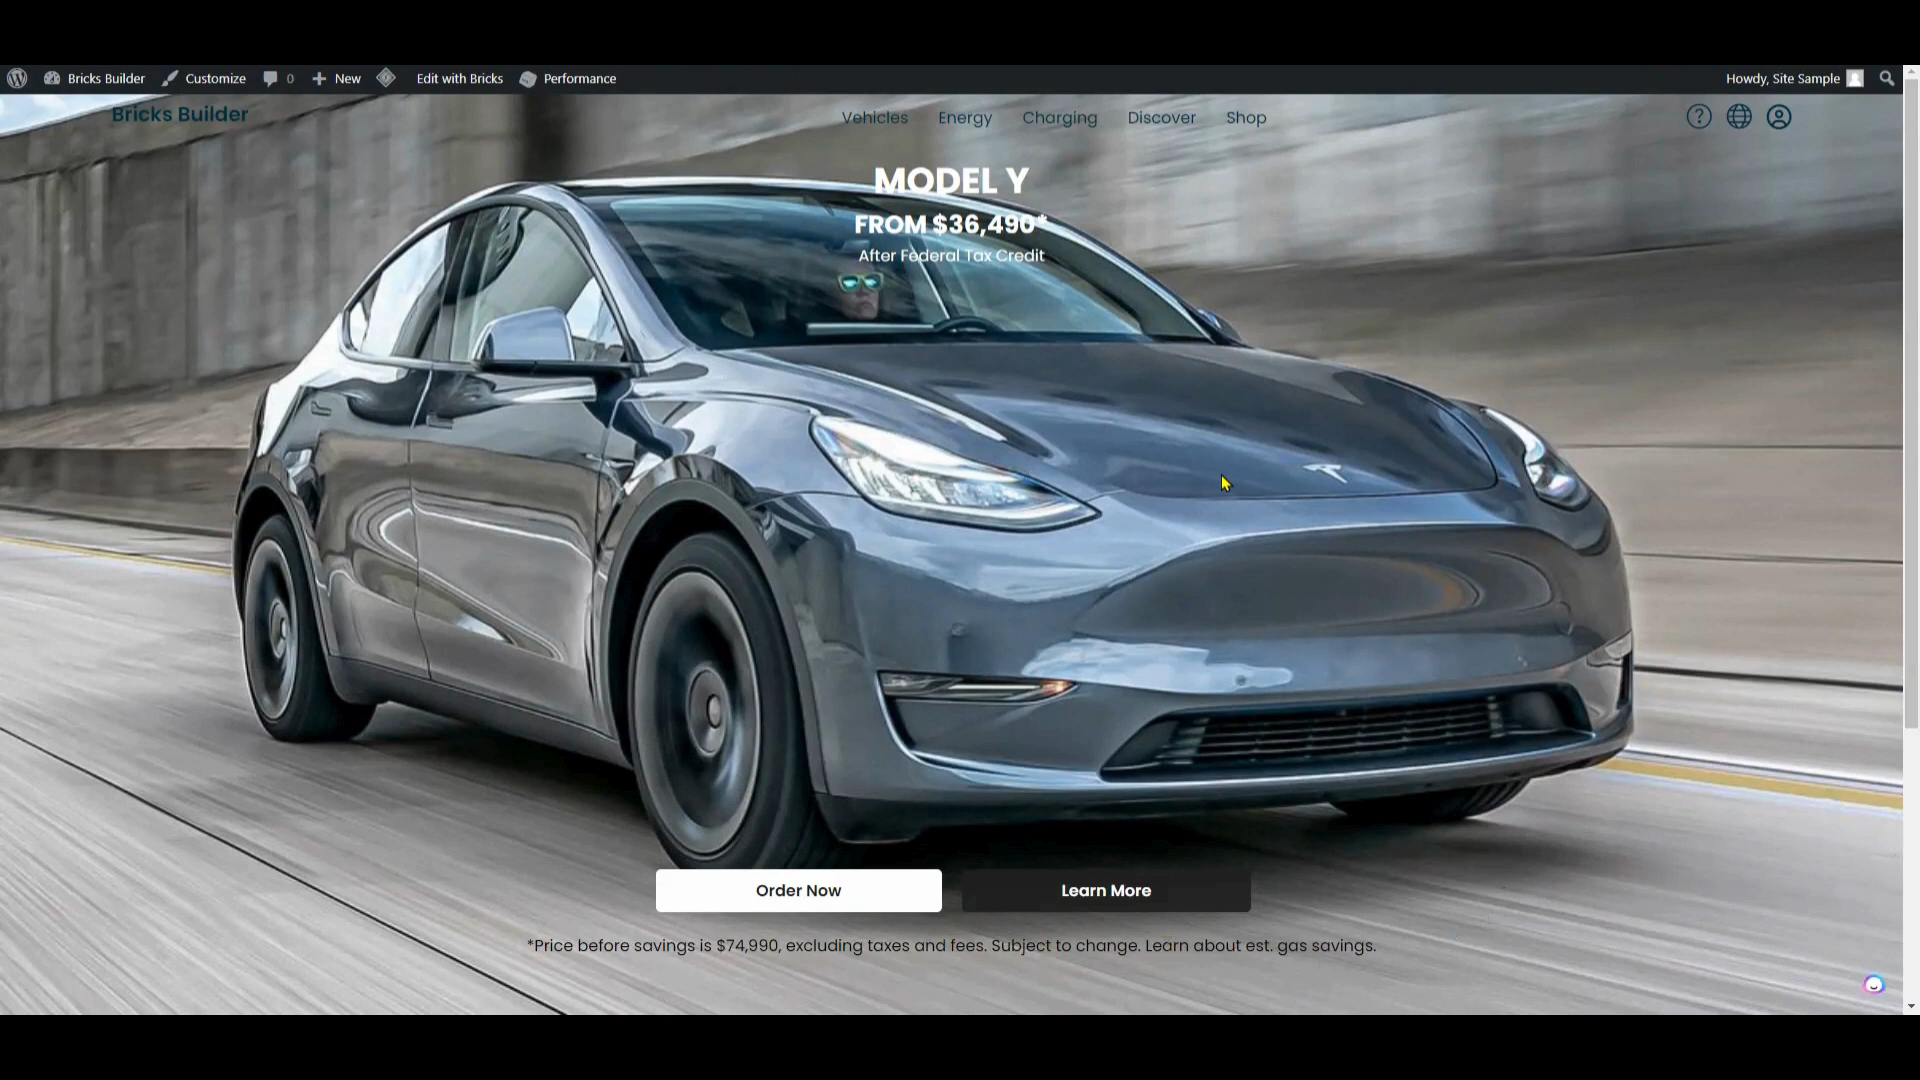 Bricks Builder Customize 0 New Edit with Bricks Performance Howdy, Site Sample
Bricks Builder Vehicles Energy Charging Discover Shop
MODEL Y
FROM $36,490*
After Federal Tax Credit
Order Now Learn More
*Price before savings is $74,990, excluding taxes and fees. Subject to change. Learn about est. gas savings.